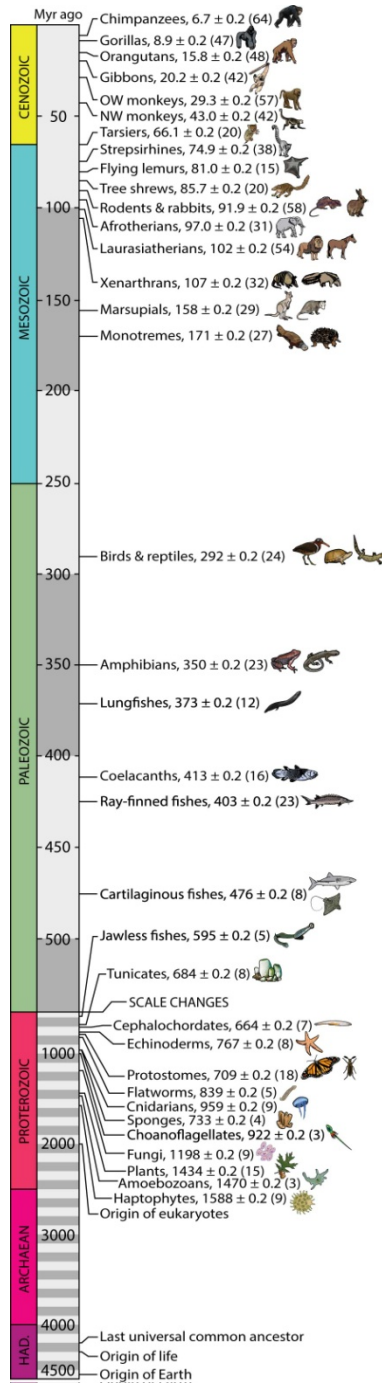 Myr ago
Chimpanzees, 6.7 ± 0.2 (64)
Gorillas, 8.9 ± 0.2 (47)
Orangutans, 15.8 ± 0.2 (48)
Gibbons, 20.2 ± 0.2 (42)
OW monkeys, 29.3 ± 0.2 (57)
NW monkeys, 43.0 ± 0.2 (42)
Tarsiers, 66.1 ± 0.2 (20)
Strepsirhines, 74.9 ± 0.2 (38)
Flying lemurs, 81.0 ± 0.2 (15)
Tree shrews, 85.7 ± 0.2 (20)
Rodents & rabbits, 91.9 ± 0.2 (58)
Afrotherians, 97.0 ± 0.2 (31)
Laurasiatherians, 102 ± 0.2 (54)
Xenarthrans, 107 ± 0.2 (32)
Marsupials, 158 ± 0.2 (29)
Monotremes, 171 ± 0.2 (27)
Birds & reptiles, 292 ± 0.2 (24)
Amphibians, 350 ± 0.2 (23)
Lungfishes, 373 ± 0.2 (12)
Coelacanths, 413 ± 0.2 (16)
Ray-finned fishes, 403 ± 0.2 (23)
Cartilaginous fishes, 476 ± 0.2 (8)
Jawless fishes, 595 ± 0.2 (5)
Tunicates, 684 ± 0.2 (8)
SCALE CHANGES
Cephalochordates, 664 ± 0.2 (7)
Echinoderms, 767 ± 0.2 (8)
Protostomes, 709 ± 0.2 (18)
Flatworms, 839 ± 0.2 (5)
Cnidarians, 959 ± 0.2 (9)
Sponges, 733 ± 0.2 (4)
Choanoflagellates, 922 ± 0.2 (3)
Fungi, 1198 ± 0.2 (9)
Plants, 1434 ± 0.2 (15)
Amoebozoans, 1470 ± 0.2 (3)
Haptophytes, 1588 ± 0.2 (9)
Origin of eukaryotes
Last universal common ancestor
Origin of life
Origin of Earth
50
100
150
200
250
300
350
400
450
500
1000
2000
3000
4000
4500
CENOZOIC
MESOZOIC
PALEOZOIC
PROTEROZOIC
ARCHAEAN
HAD.